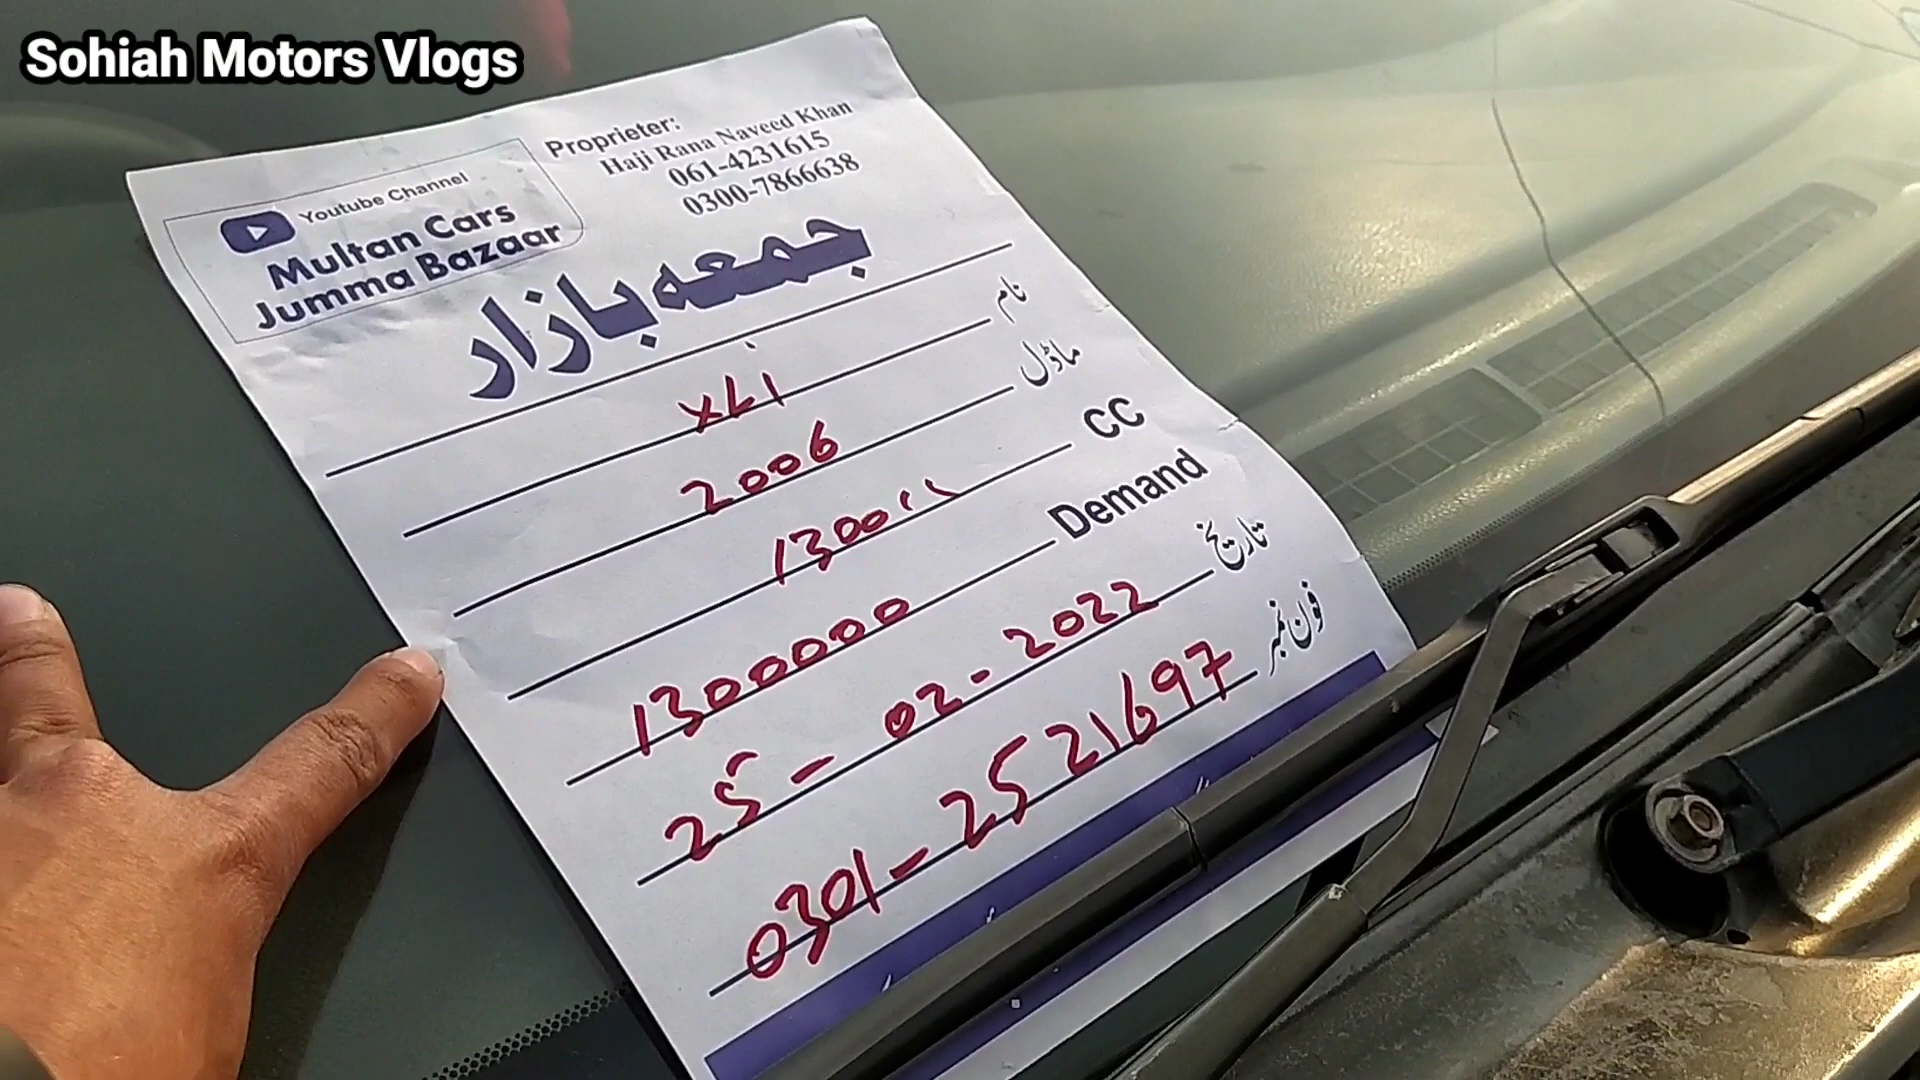 Sohiah Motors Vlogs
Youtube Channel
Multan Cars
Jumma Bazaar
Proprieter:
Haji Rana Naveed Khan
061-4231615
0300-7866638
جمعہ بازار
نام XLI
ماڈل 2006
1300 CC
1300000 Demand
تاریخ 25-02-2022
فون نمبر 0301-2521697